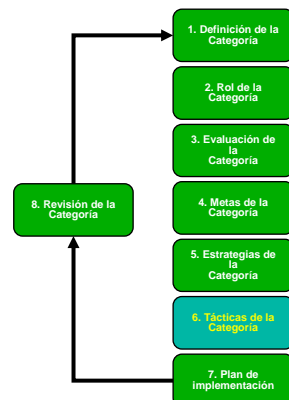 1. Definición de la
Categoría
2. Rol de la
Categoría
3. Evaluación de
la
Categoría
8. Revisión de la
Categoría
4. Metas de la
Categoría
5. Estrategias de
la
Categoría
6. Tácticas de la
Categoría
7. Plan de
implementación